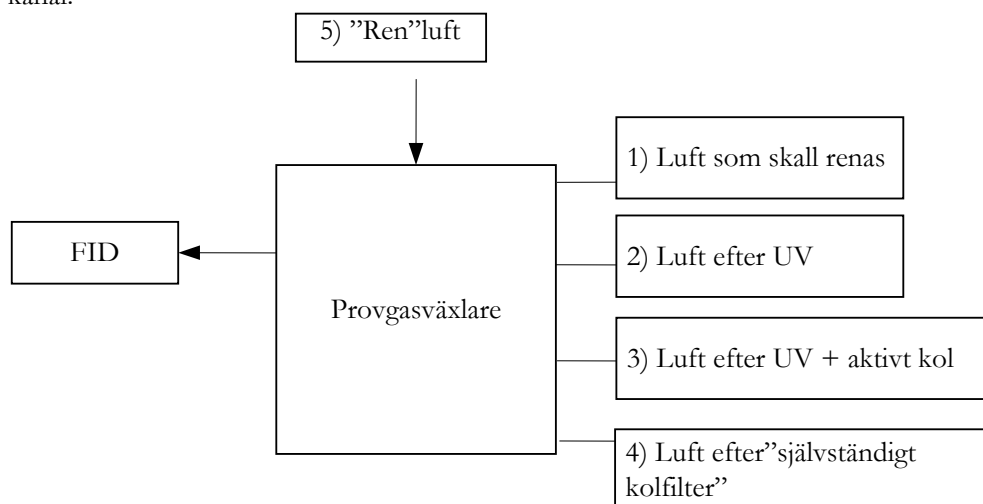 kanal.
5) ”Ren”luft
1) Luft som skall renas
FID
2) Luft efter UV
Provgasväxlare
3) Luft efter UV + aktivt kol
4) Luft efter”självständigt
kolfilter”